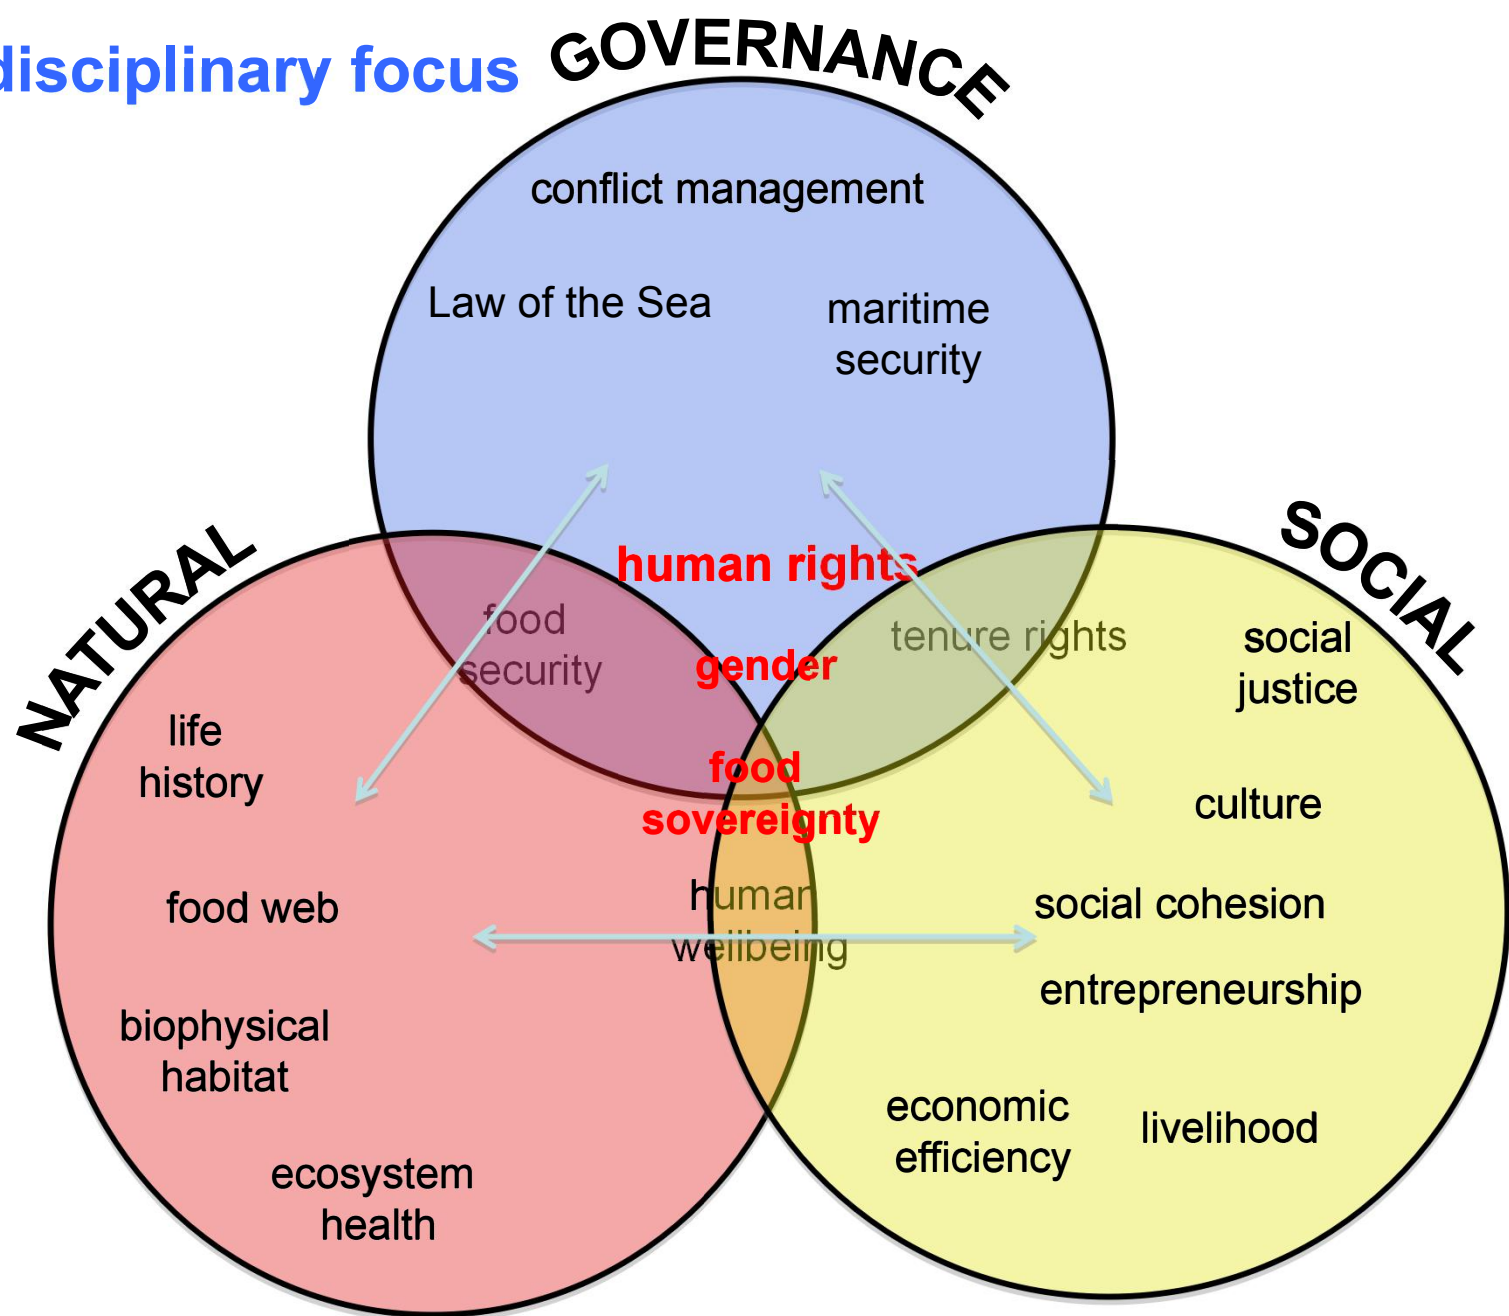 disciplinary focus
GOVERNANCE
conflict management
Law of the Sea
maritime
security
NATURAL
SOCIAL
human rights
food
security
tenure rights
gender
social
justice
life
history
food
sovereignty
culture
human
wellbeing
food web
social cohesion
entrepreneurship
biophysical
habitat
economic
efficiency
livelihood
ecosystem
health